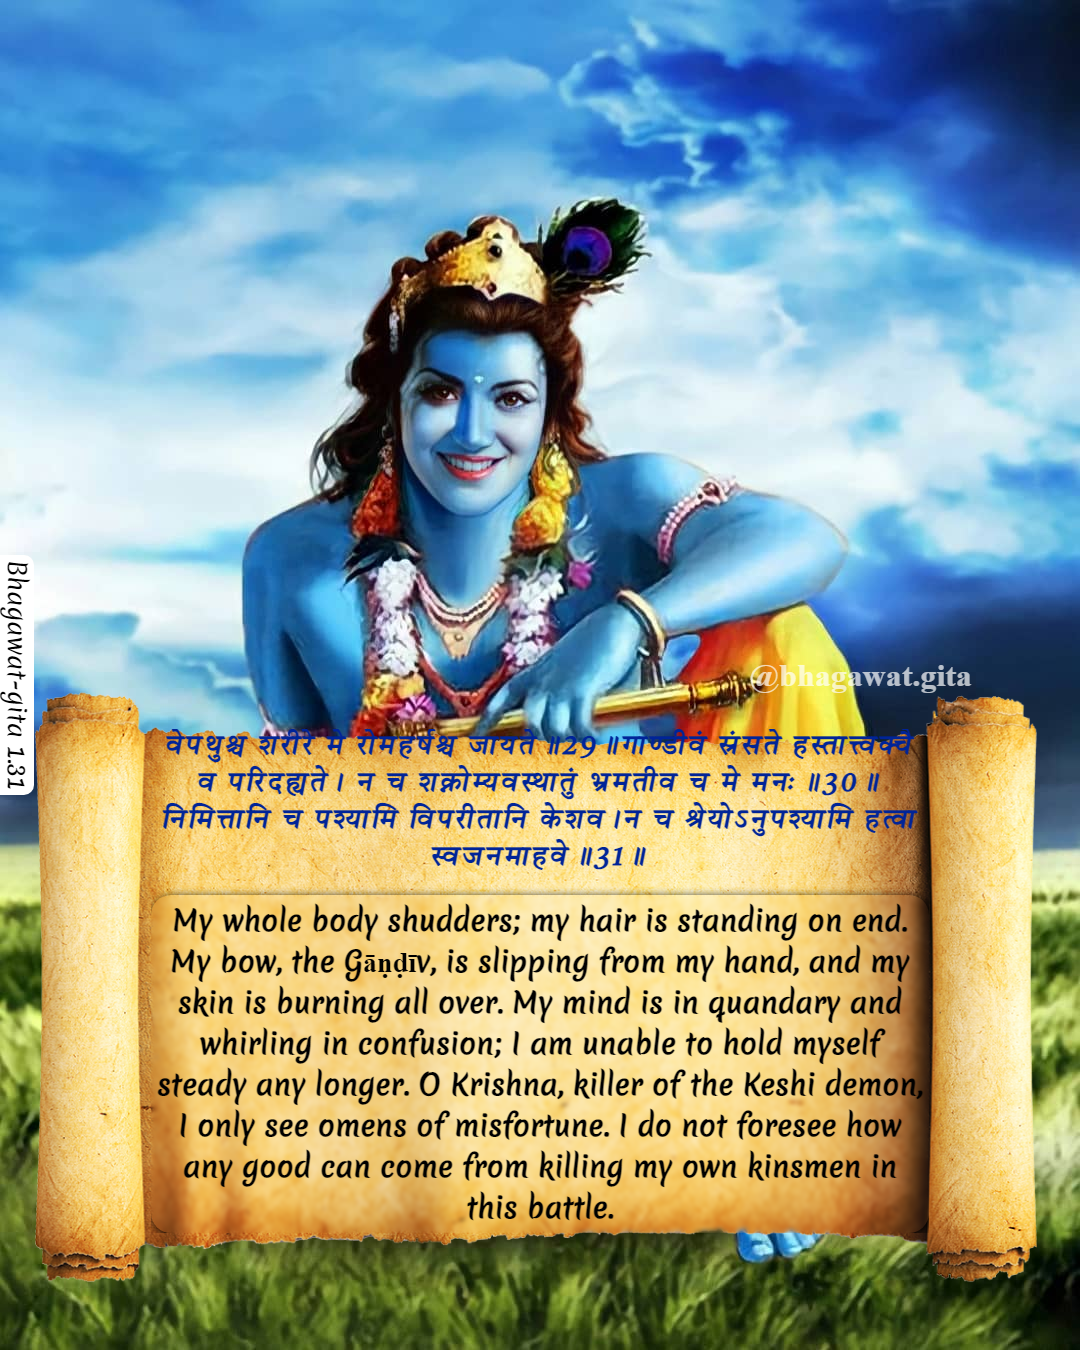 @bhagawat.gita
Bhagawat-gita 1.31
वेपथुश्च शरीरे मे रोमहर्षश्च जायते ॥29॥गाण्डीवं स्रंसते हस्तात्त्वक्चै
व परिदह्यते। न च शक्नोम्यवस्थातुं भ्रमतीव च मे मनः ॥30॥
निमित्तानि च पश्यामि विपरीतानि केशव।न च श्रेयोऽनुपश्यामि हत्वा
स्वजनमाहवे ॥31॥
My whole body shudders; my hair is standing on end.
My bow, the Gāṇḍīv, is slipping from my hand, and my
skin is burning all over. My mind is in quandary and
whirling in confusion; I am unable to hold myself
steady any longer. O Krishna, killer of the Keshi demon,
I only see omens of misfortune. I do not foresee how
any good can come from killing my own kinsmen in
this battle.